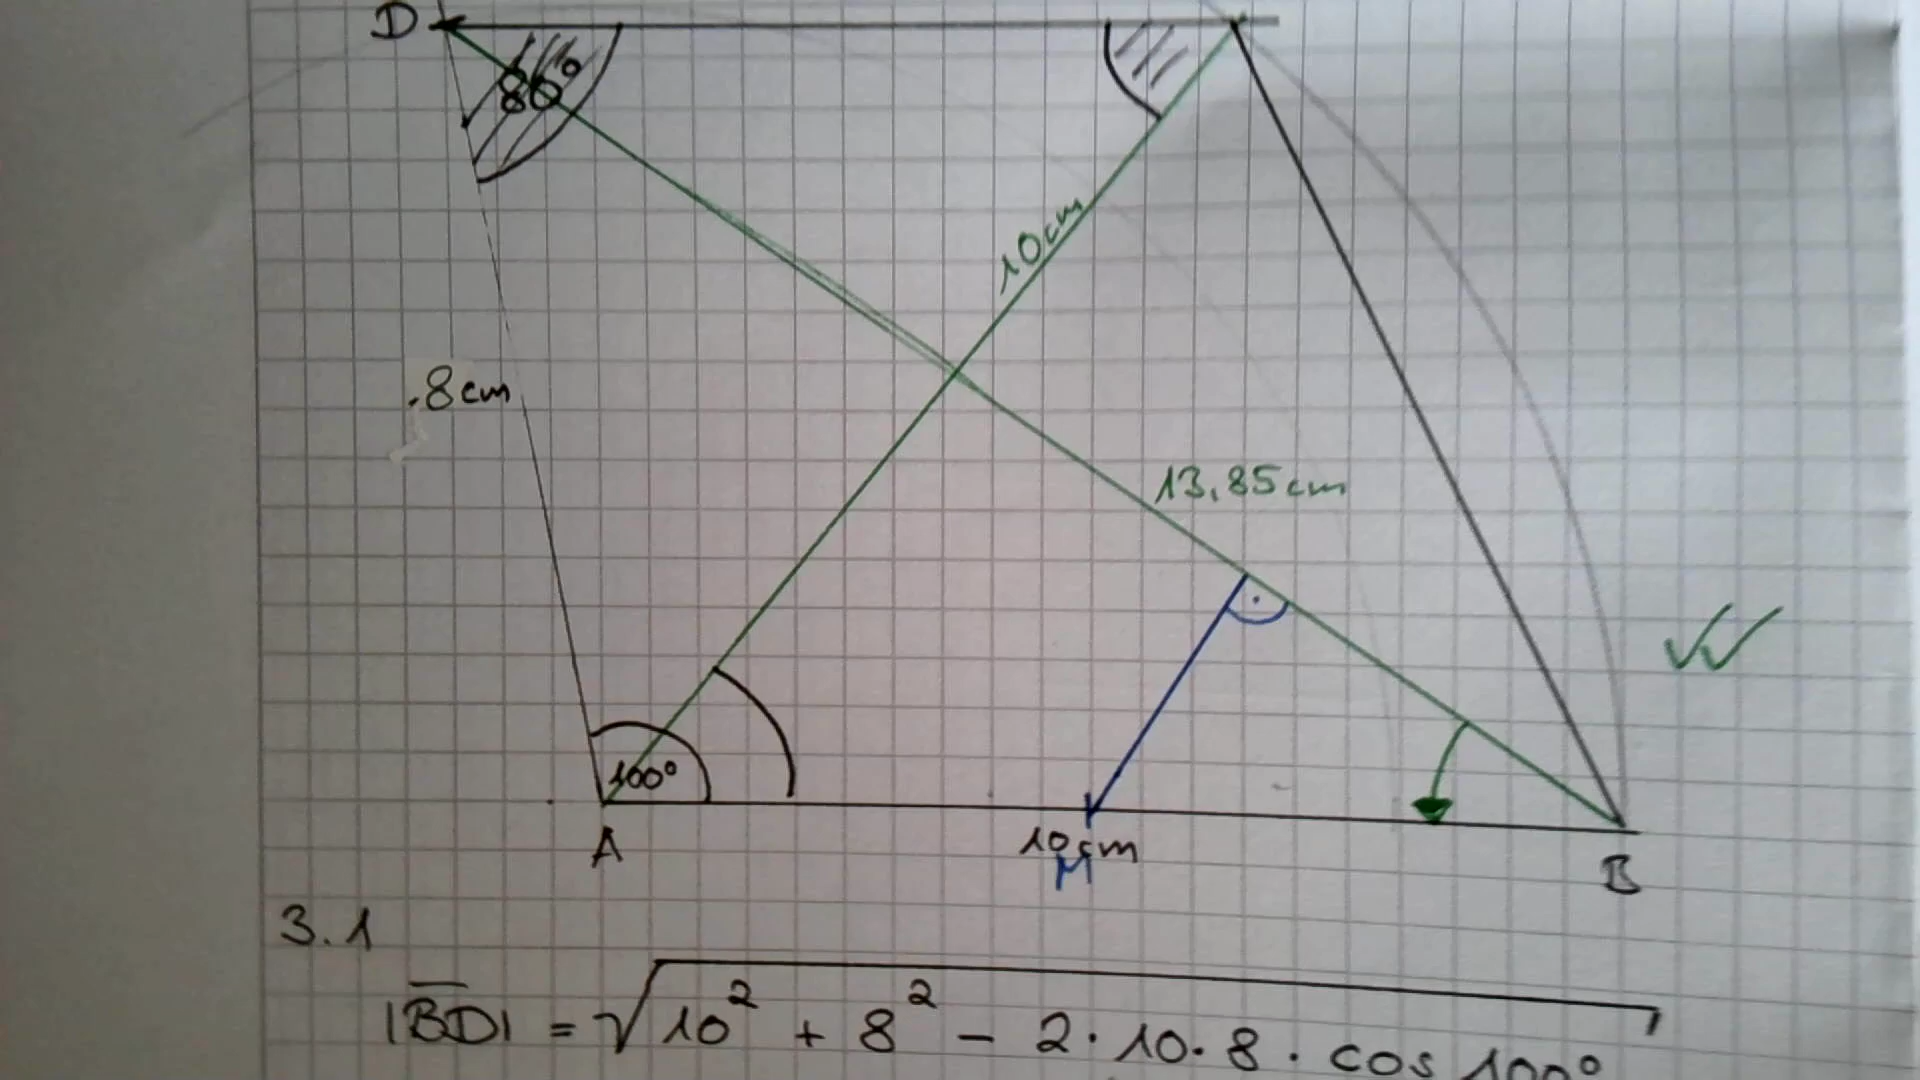 D
80°
10cm
8cm
13,85cm
100°
A
10cm
M
B
3.1
|BD| = √10² + 8² - 2·10·8·cos 100°